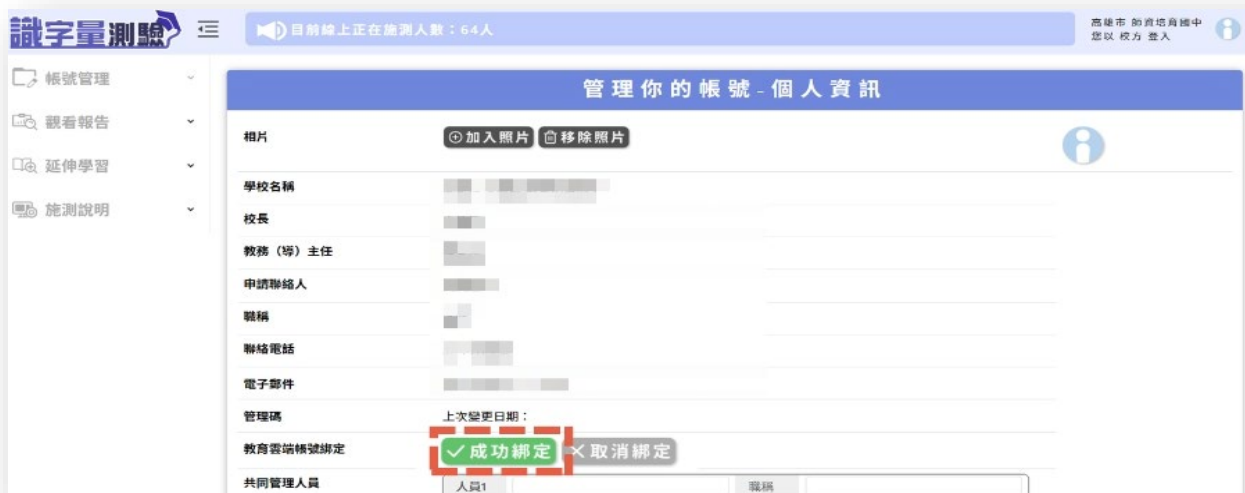 識字量測驗
目前線上正在施測人數：64人
高雄市 師資培育國中
您以 校方 登入
帳號管理
觀看報告
延伸學習
施測說明
管理你的帳號-個人資訊
相片
加入照片 移除照片
學校名稱
校長
教務（導）主任
申請聯絡人
職稱
聯絡電話
電子郵件
管理碼 上次變更日期：
教育雲端帳號綁定 成功綁定 取消綁定
共同管理人員 人員1 職稱